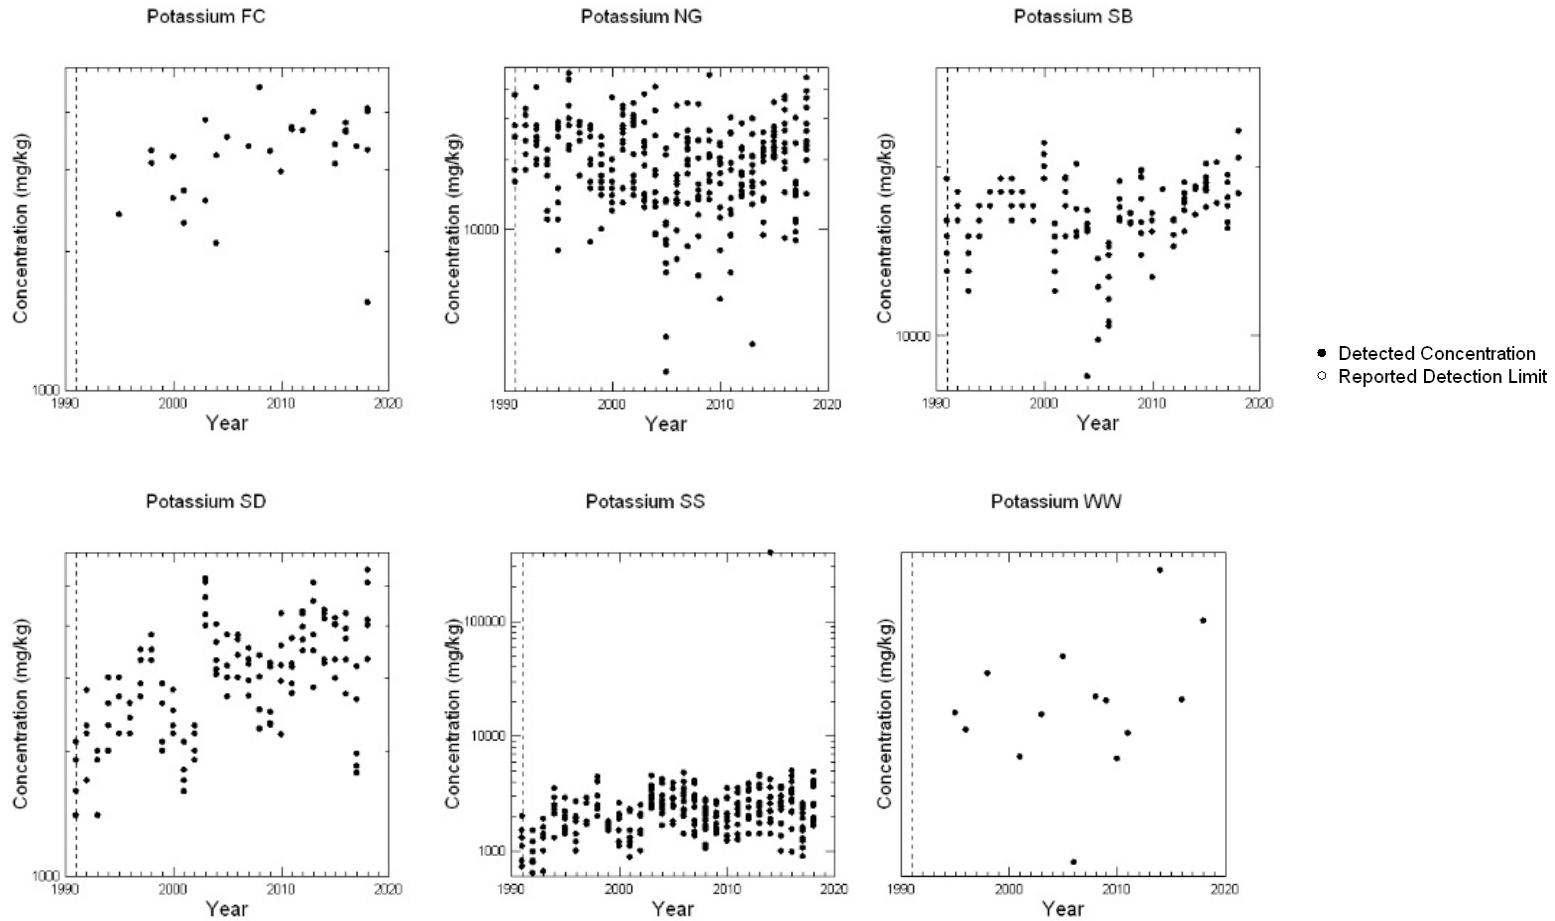 Potassium FC
Potassium NG
Potassium SB
Concentration (mg/kg)
1000
1990
2000
2010
2020
Year
Concentration (mg/kg)
10000
1990
2000
2010
2020
Year
Concentration (mg/kg)
10000
1990
2000
2010
2020
Year
Detected Concentration
Reported Detection Limit
Potassium SD
Potassium SS
Potassium WW
Concentration (mg/kg)
1000
1990
2000
2010
2020
Year
Concentration (mg/kg)
100000
10000
1000
1990
2000
2010
2020
Year
Concentration (mg/kg)
1990
2000
2010
2020
Year